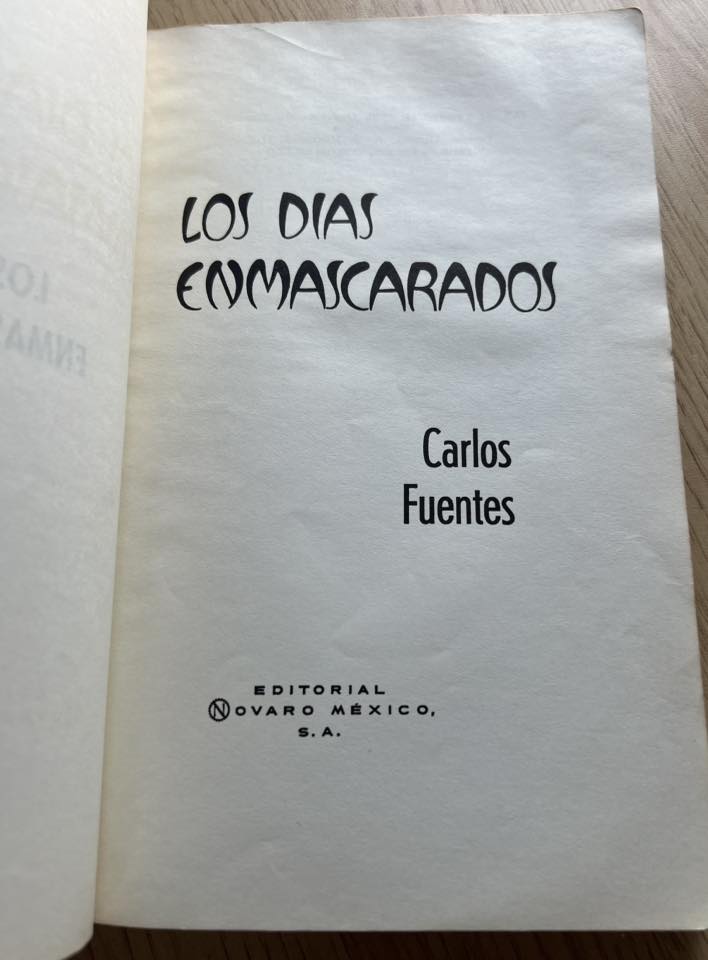 LOS DIAS
ENMASCARADOS
Carlos
Fuentes
EDITORIAL
NOVARO MÉXICO,
S.A.